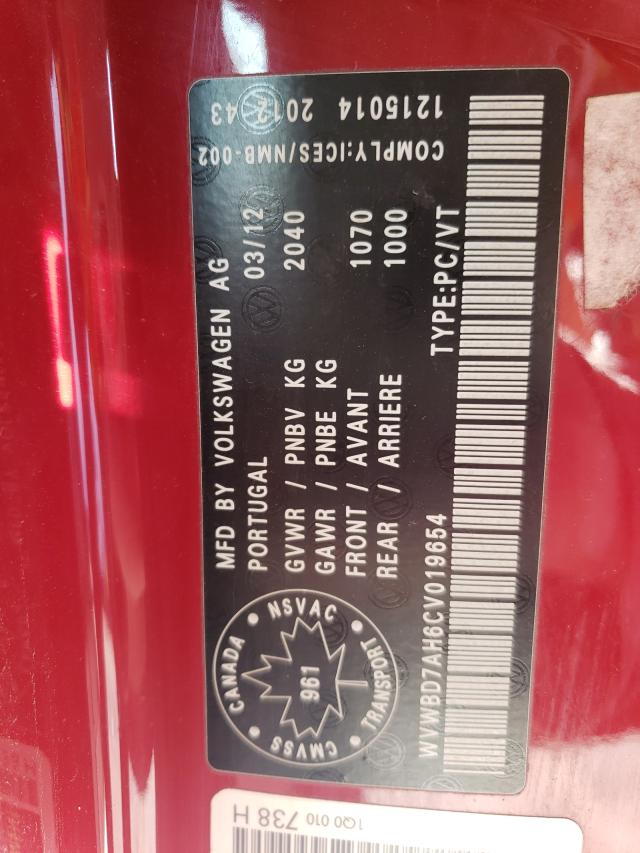 1215014 2012 43
COMPLY:ICES/NMB-002
MFD BY VOLKSWAGEN AG
PORTUGAL 03/12
GVWR / PNBV KG 2040
GAWR / PNBE KG
FRONT / AVANT 1070
REAR / ARRIERE 1000
TYPE:PC/VT
WVWBD7AH6CV019654
CANADA
NSVAC
TRANSPORT
CMVSS
961
1Q0 010 738 H